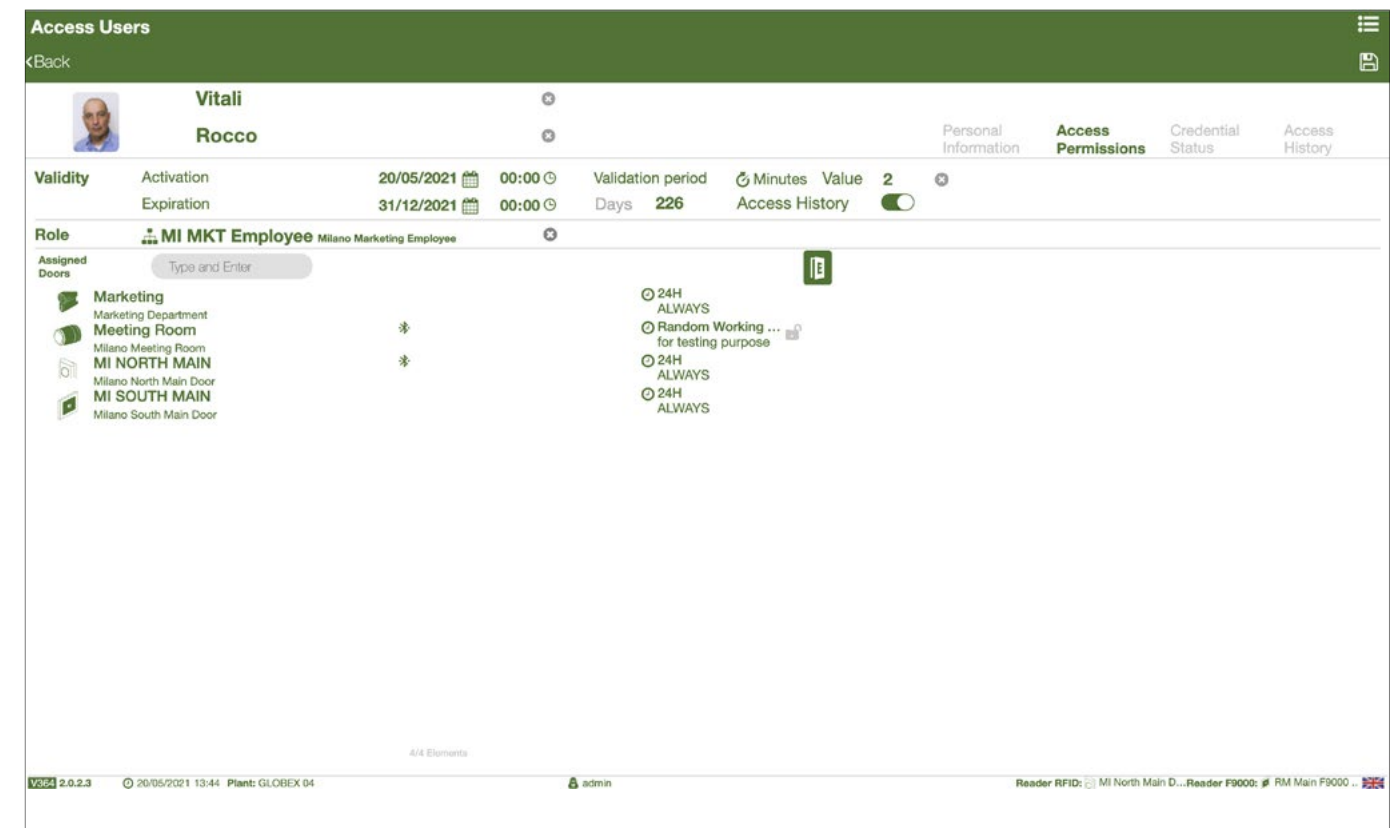 Access Users
<Back
Vitali
Rocco
Personal Information
Access Permissions
Credential Status
Access History
Validity Activation 20/05/2021 00:00 Validation period Minutes Value 2
Expiration 31/12/2021 00:00 Days 226 Access History
Role MI MKT Employee Milano Marketing Employee
Assigned Doors
Type and Enter
E
Marketing 24H
Marketing Department ALWAYS
Meeting Room Random Working ...
Milano Meeting Room for testing purpose
MI NORTH MAIN 24H
Milano North Main Door ALWAYS
MI SOUTH MAIN 24H
Milano South Main Door ALWAYS
4/4 Elements
V364 2.0.2.3 20/05/2021 13:44 Plant: GLOBEX 04 admin Reader RFID: MI North Main D...Reader F9000: RM Main F9000 ..